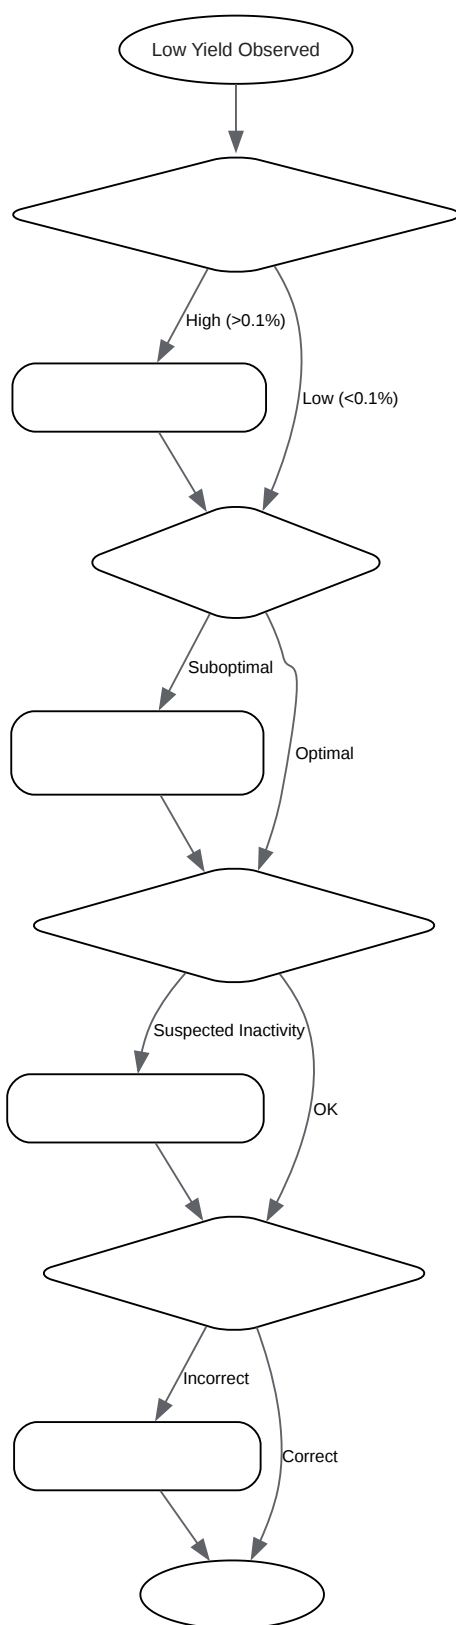 Low Yield Observed
High (>0.1%)
Low (<0.1%)
Suboptimal
Optimal
Suspected Inactivity
OK
Incorrect
Correct